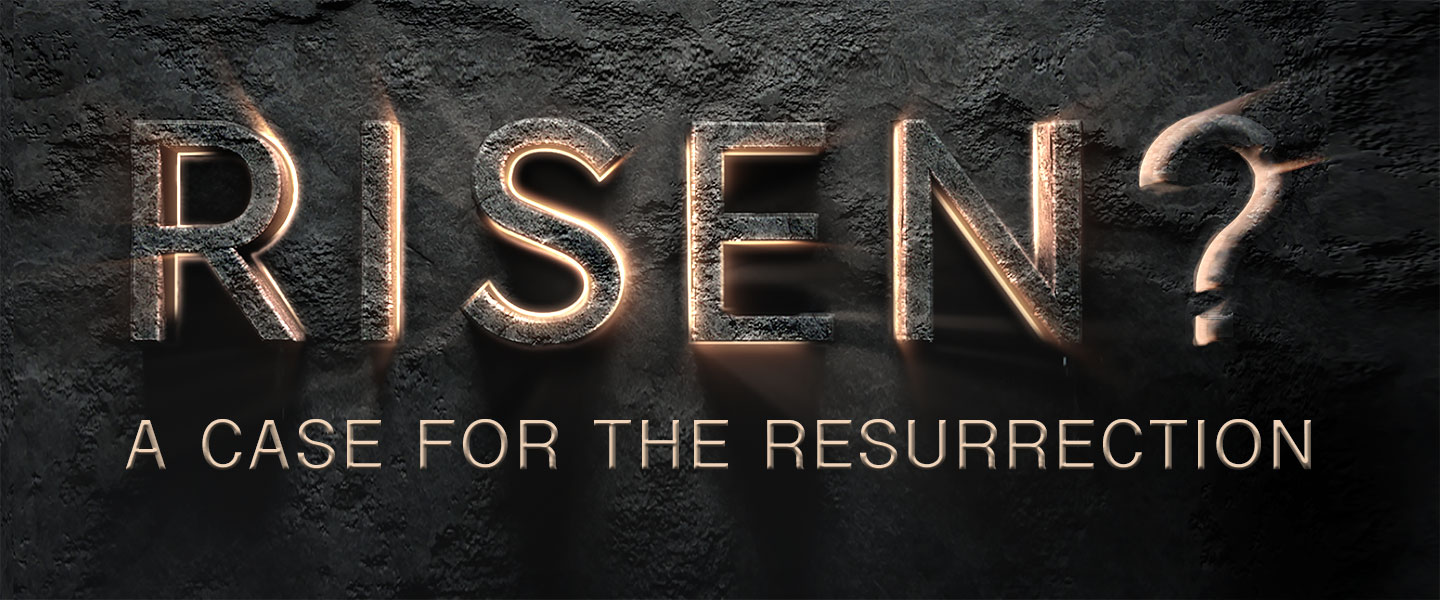 RISEN?
A CASE FOR THE RESURRECTION